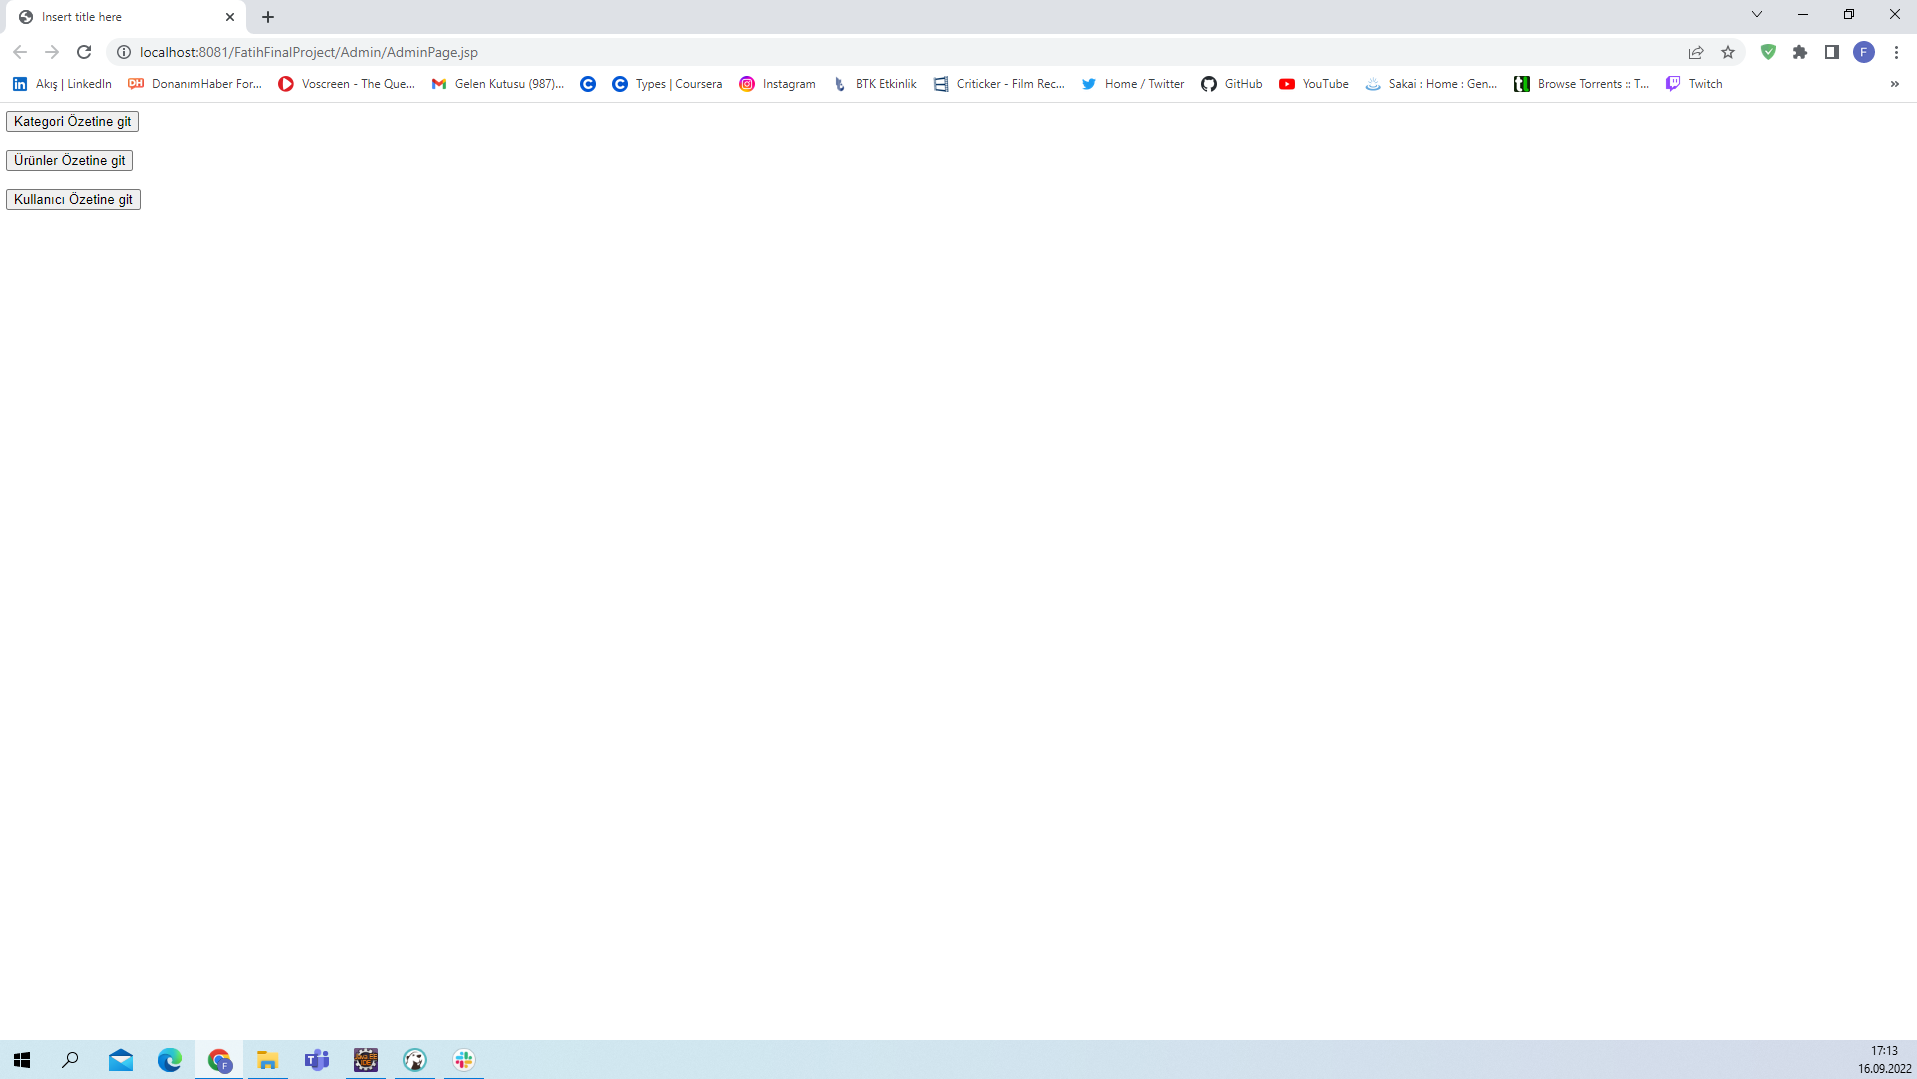 Insert title here
localhost:8081/FatihFinalProject/Admin/AdminPage.jsp
F
Akış | LinkedIn DonanımHaber For... Voscreen - The Que... Gelen Kutusu (987)... Types | Coursera Instagram BTK Etkinlik Criticker - Film Rec... Home / Twitter GitHub YouTube Sakai : Home : Gen... Browse Torrents :: T... Twitch »
Kategori Özetine git
Ürünler Özetine git
Kullanıcı Özetine git
17:13
16.09.2022